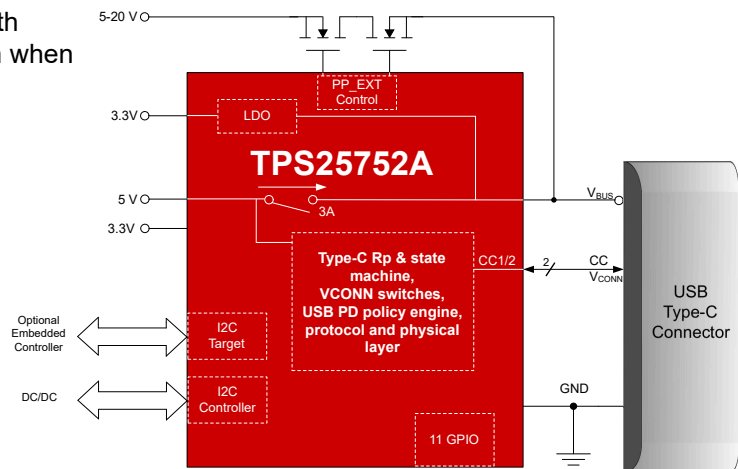 th
when
5-20 V
PP_EXT
Control
3.3V
LDO
TPS25752A
5 V
3A
3.3V
VBUS
Type-C Rp & state
machine,
VCONN switches,
USB PD policy engine,
protocol and physical
layer
CC1/2
2
CC
VCONN
USB
Type-C
Connector
Optional
Embedded
Controller
I2C
Target
DC/DC
I2C
Controller
GND
11 GPIO